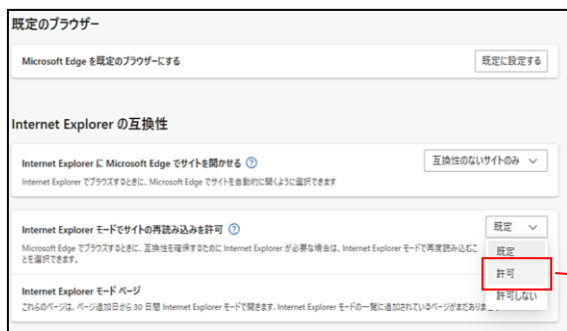 既定のブラウザー
Microsoft Edge を既定のブラウザーにする
既定に設定する
Internet Explorer の互換性
Internet Explorer に Microsoft Edge でサイトを開かせる
互換性のないサイトのみ
Internet Explorer でブラウズするときに、Microsoft Edge でサイトを自動的に開くように選択できます
Internet Explorer モードでサイトの再読み込みを許可
既定
Microsoft Edge でブラウズするときに、互換性を確保するために Internet Explorer が必要な場合は、Internet Explorer モードで再度読み込むこ
とを選択できます。
既定
許可
許可しない
Internet Explorer モード ページ
これらのページは、ページ追加日から 30 日間 Internet Explorer モードで開きます. Internet Explorer モードの一覧に追加されているページがまだありま